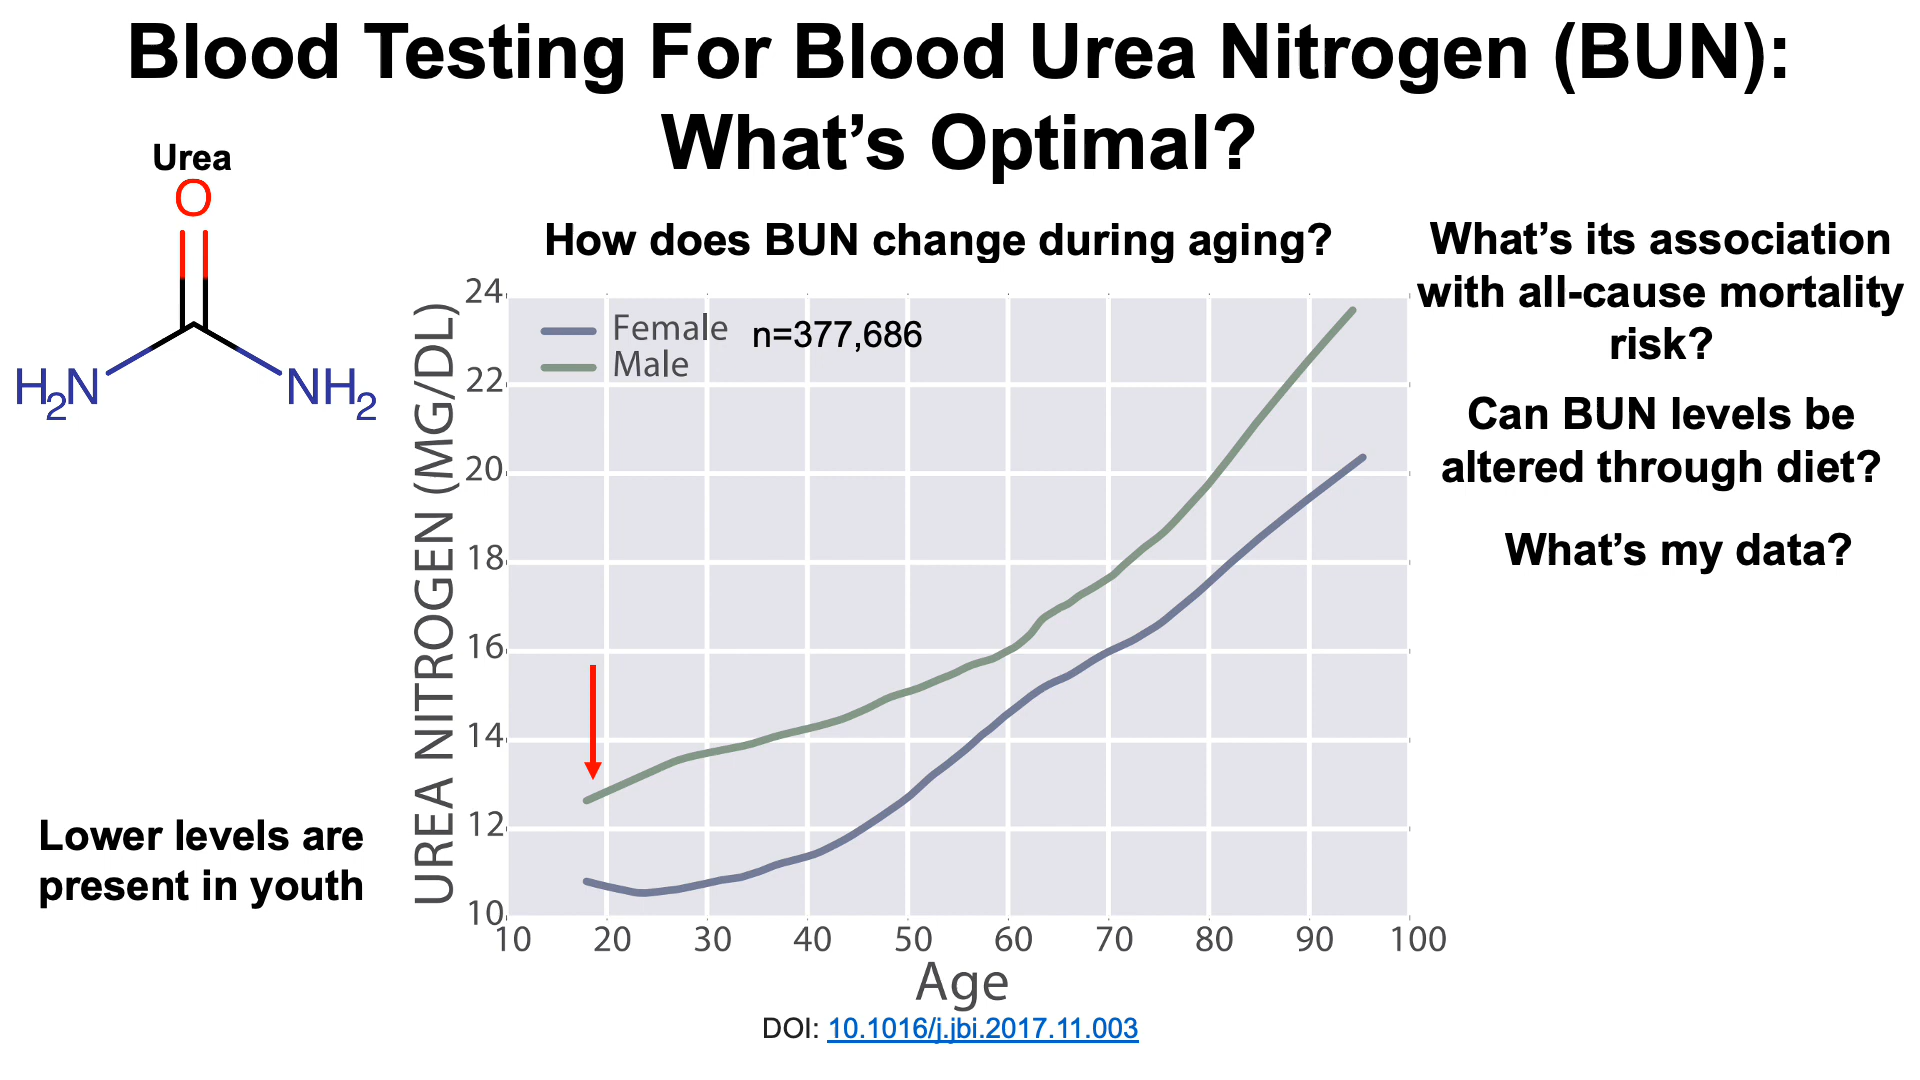 Blood Testing For Blood Urea Nitrogen (BUN):
What’s Optimal?
Urea
O
H2N
NH2
Lower levels are
present in youth
How does BUN change during aging?
UREA NITROGEN (MG/DL)
24
22
20
18
16
14
12
10
Female
Male
n=377,686
10 20 30 40 50 60 70 80 90 100
Age
DOI: 10.1016/j.jbi.2017.11.003
What’s its association
with all-cause mortality
risk?
Can BUN levels be
altered through diet?
What’s my data?